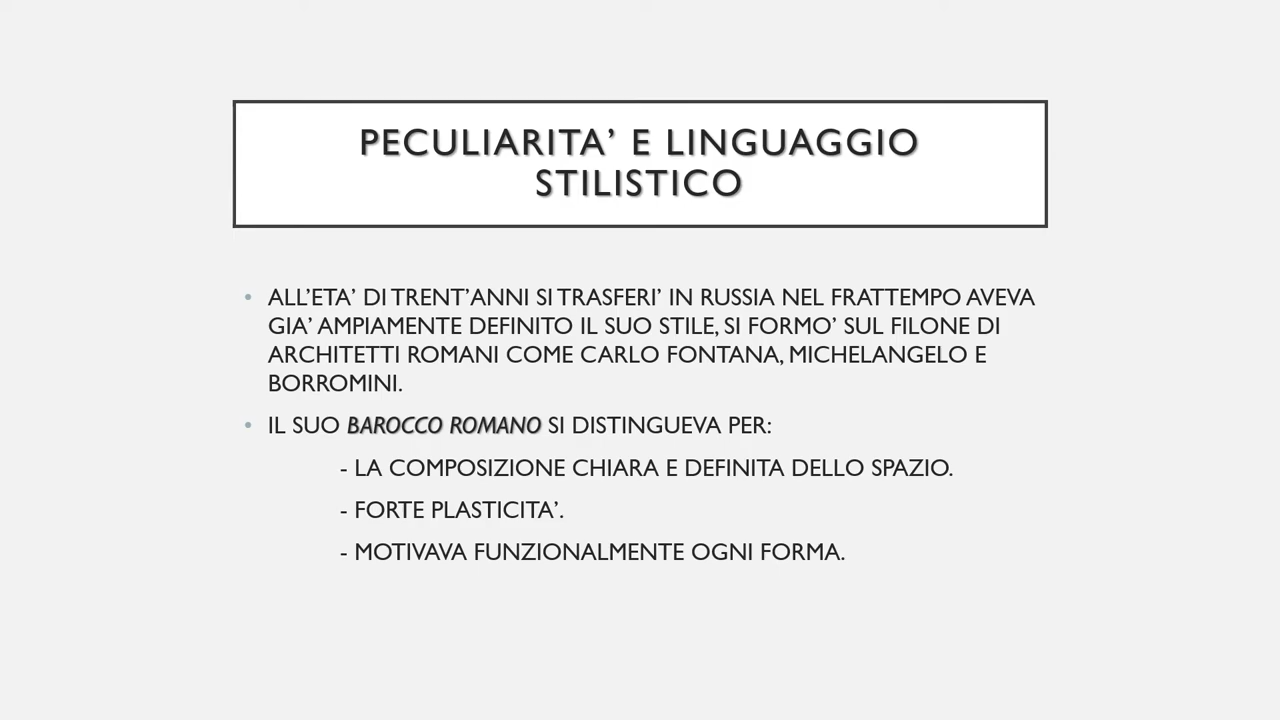 PECULIARITA’ E LINGUAGGIO
STILISTICO
• ALL’ETA’ DI TRENT’ANNI SI TRASFERI’ IN RUSSIA NEL FRATTEMPO AVEVA
GIA’ AMPIAMENTE DEFINITO IL SUO STILE, SI FORMO’ SUL FILONE DI
ARCHITETTI ROMANI COME CARLO FONTANA, MICHELANGELO E
BORROMINI.
• IL SUO BAROCCO ROMANO SI DISTINGUEVA PER:
- LA COMPOSIZIONE CHIARA E DEFINITA DELLO SPAZIO.
- FORTE PLASTICITA’.
- MOTIVAVA FUNZIONALMENTE OGNI FORMA.